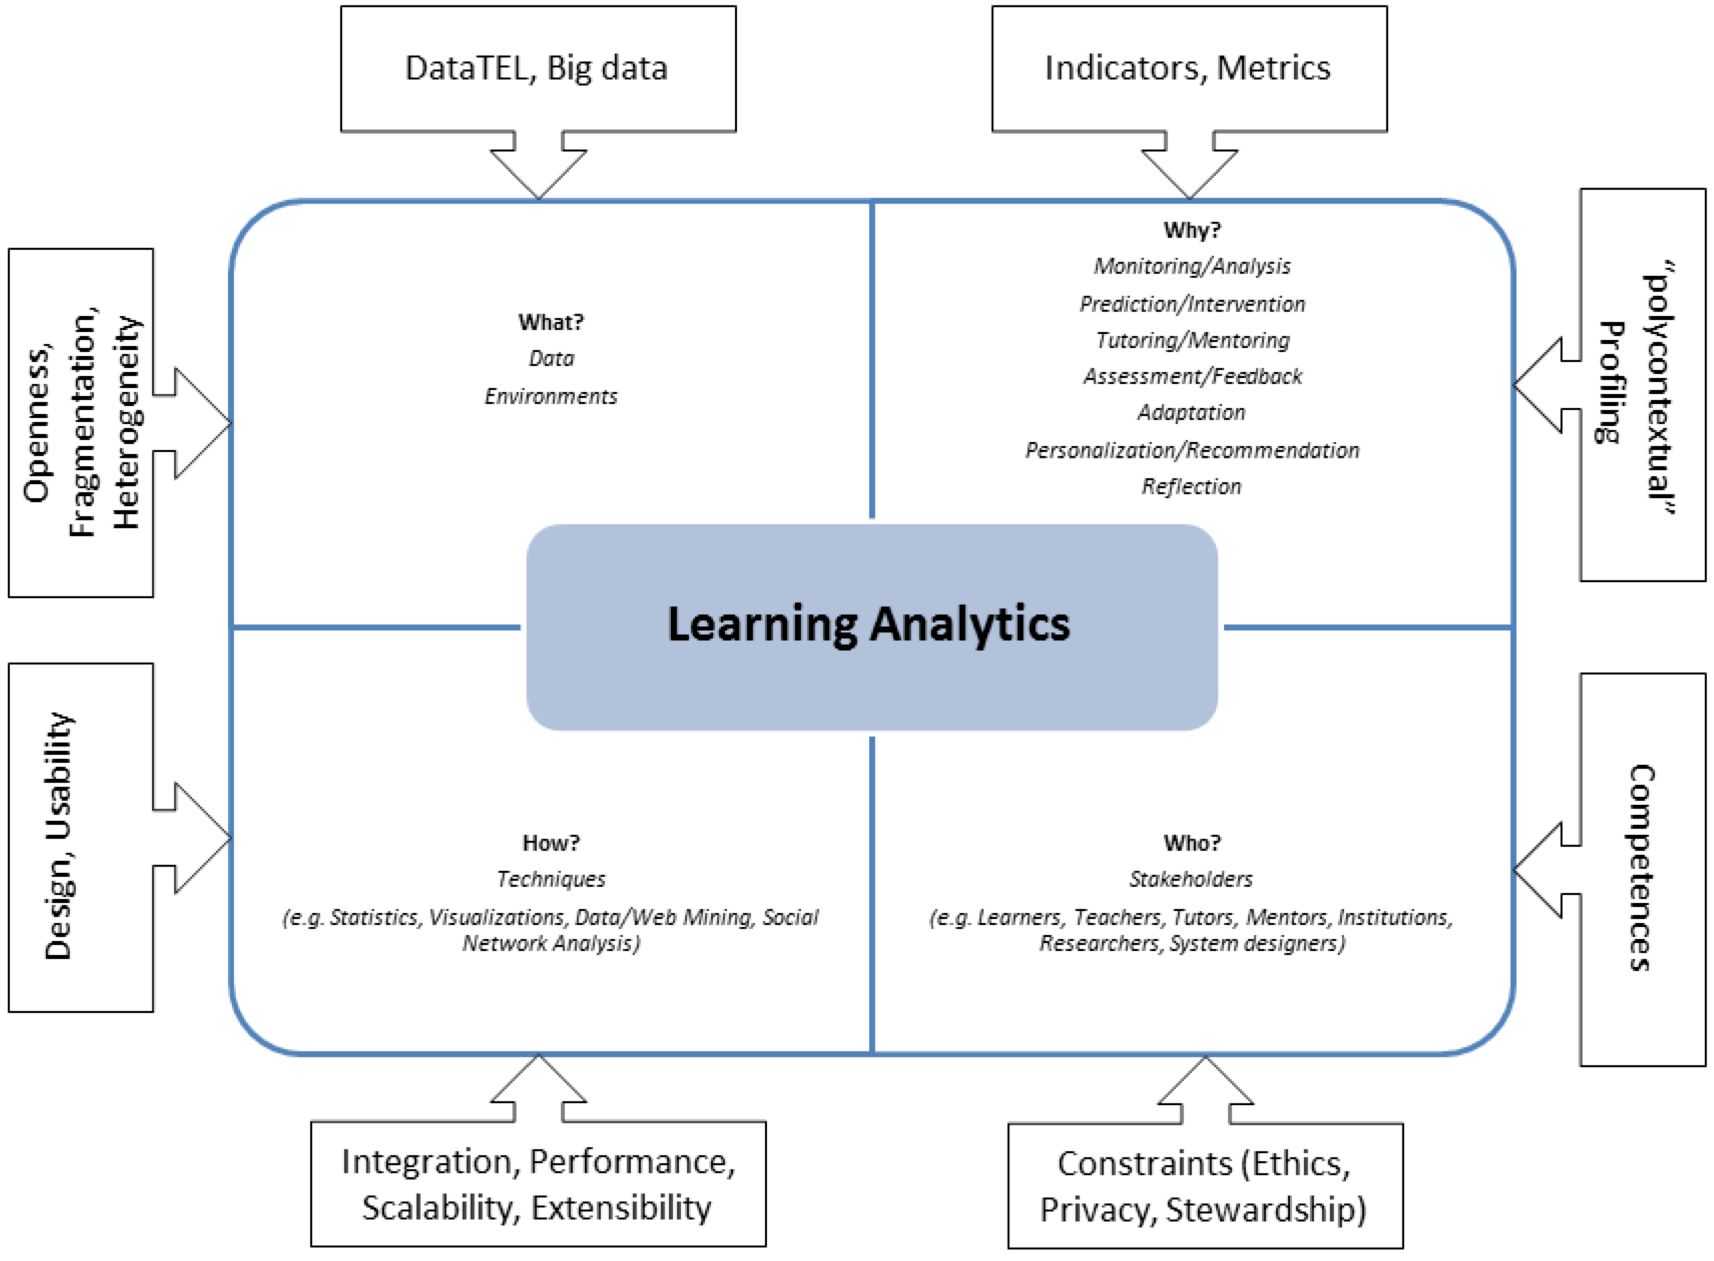 DataTEL, Big data
Indicators, Metrics
Openness,
Fragmentation,
Heterogeneity
What?
Data
Environments
Why?
Monitoring/Analysis
Prediction/Intervention
Tutoring/Mentoring
Assessment/Feedback
Adaptation
Personalization/Recommendation
Reflection
“polycontextual”
Profiling
Learning Analytics
Design, Usability
How?
Techniques
(e.g. Statistics, Visualizations, Data/Web Mining, Social
Network Analysis)
Who?
Stakeholders
(e.g. Learners, Teachers, Tutors, Mentors, Institutions,
Researchers, System designers)
Competences
Integration, Performance,
Scalability, Extensibility
Constraints (Ethics,
Privacy, Stewardship)